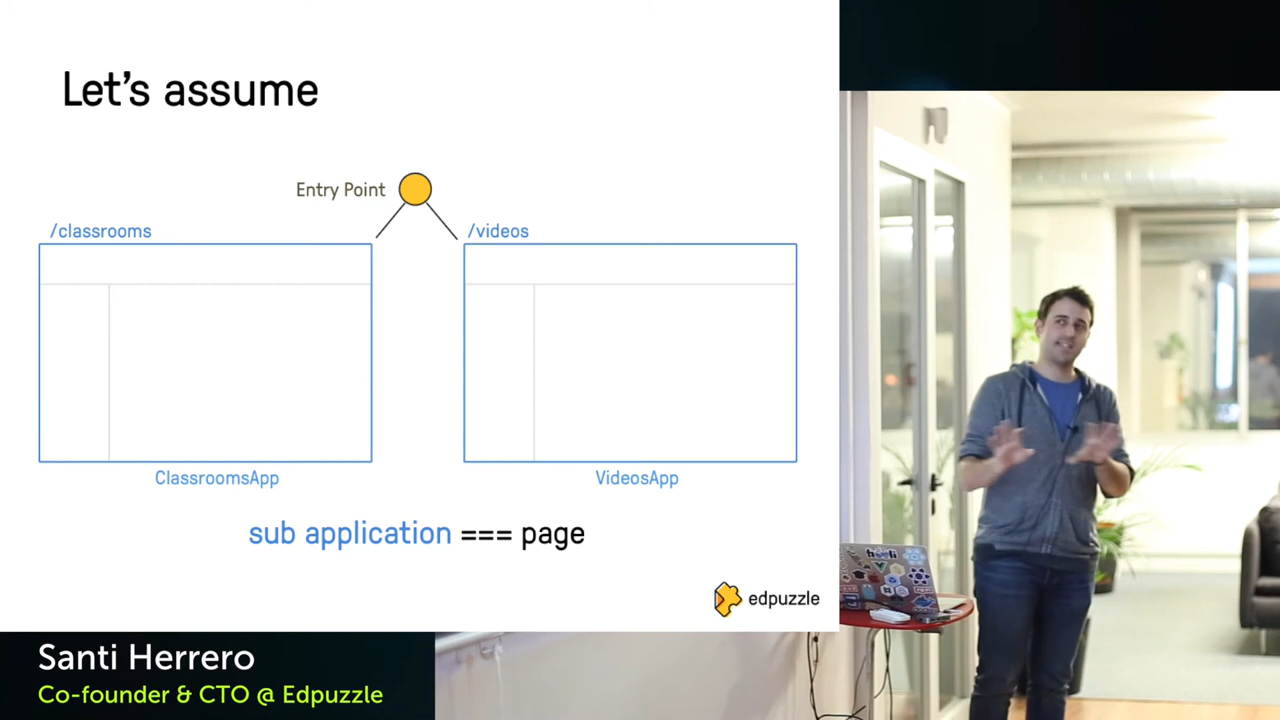 Let's assume
Entry Point
/classrooms
/videos
ClassroomsApp
VideosApp
sub application === page
edpuzzle
Santi Herrero
Co-founder & CTO @ Edpuzzle